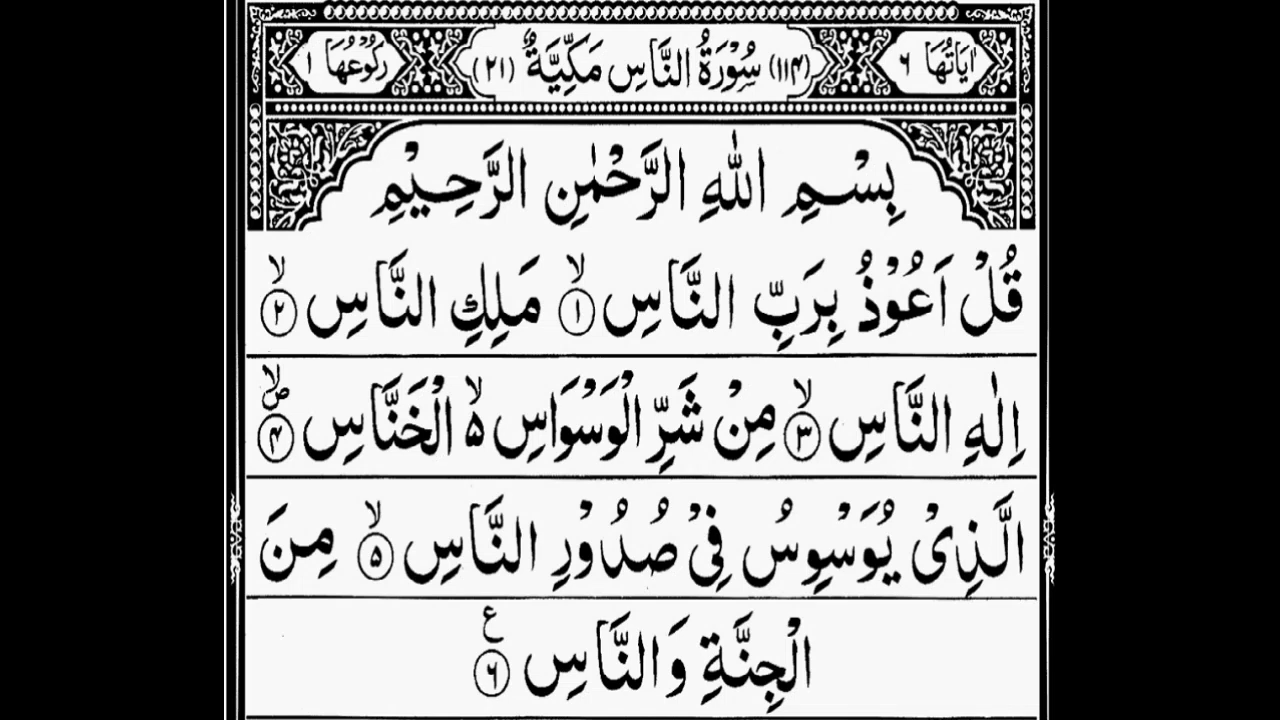 اٰيَاتُهَا ٦ (١١٤) سُوْرَةُ النَّاسِ مَكِّيَّةٌ (٢١) رُكُوْعُهَا ١
بِسْمِ اللّٰهِ الرَّحْمٰنِ الرَّحِيْمِ
قُلْ اَعُوْذُ بِرَبِّ النَّاسِ ۙ‏﴿۱﴾ مَلِكِ النَّاسِ ۙ‏﴿۲﴾
اِلٰهِ النَّاسِ ۙ‏﴿۳﴾ مِنْ شَرِّ الْوَسْوَاسِ ۙ۬ الْخَنَّاسِ ۪ۙ‏﴿۴﴾
الَّذِىْ يُوَسْوِسُ فِىْ صُدُوْرِ النَّاسِ ۙ‏﴿۵﴾ مِنَ
الْجِنَّةِ وَالنَّاسِ ﴿۶﴾ ع